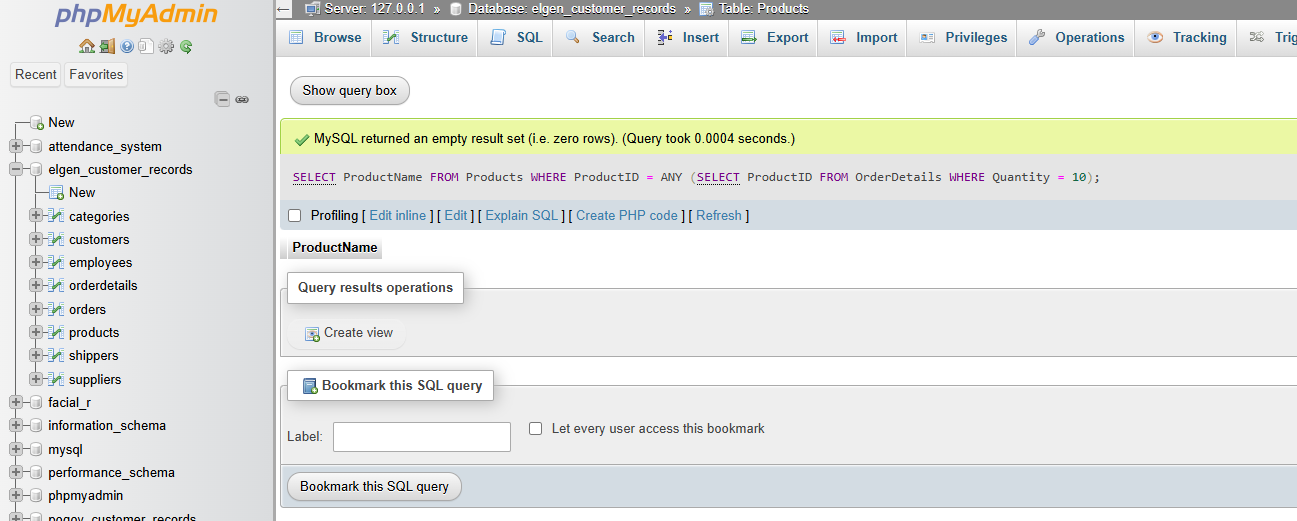 phpMyAdmin
Recent Favorites
New
attendance_system
elgen_customer_records
New
categories
customers
employees
orderdetails
orders
products
shippers
suppliers
facial_r
information_schema
mysql
performance_schema
phpmyadmin
pogoy_customer_records
Server: 127.0.0.1 » Database: elgen_customer_records » Table: Products
Browse Structure SQL Search Insert Export Import Privileges Operations Tracking
Show query box
MySQL returned an empty result set (i.e. zero rows). (Query took 0.0004 seconds.)
SELECT ProductName FROM Products WHERE ProductID = ANY (SELECT ProductID FROM OrderDetails WHERE Quantity = 10);
Profiling [ Edit inline ] [ Edit ] [ Explain SQL ] [ Create PHP code ] [ Refresh ]
ProductName
Query results operations
Create view
Bookmark this SQL query
Label:
Let every user access this bookmark
Bookmark this SQL query